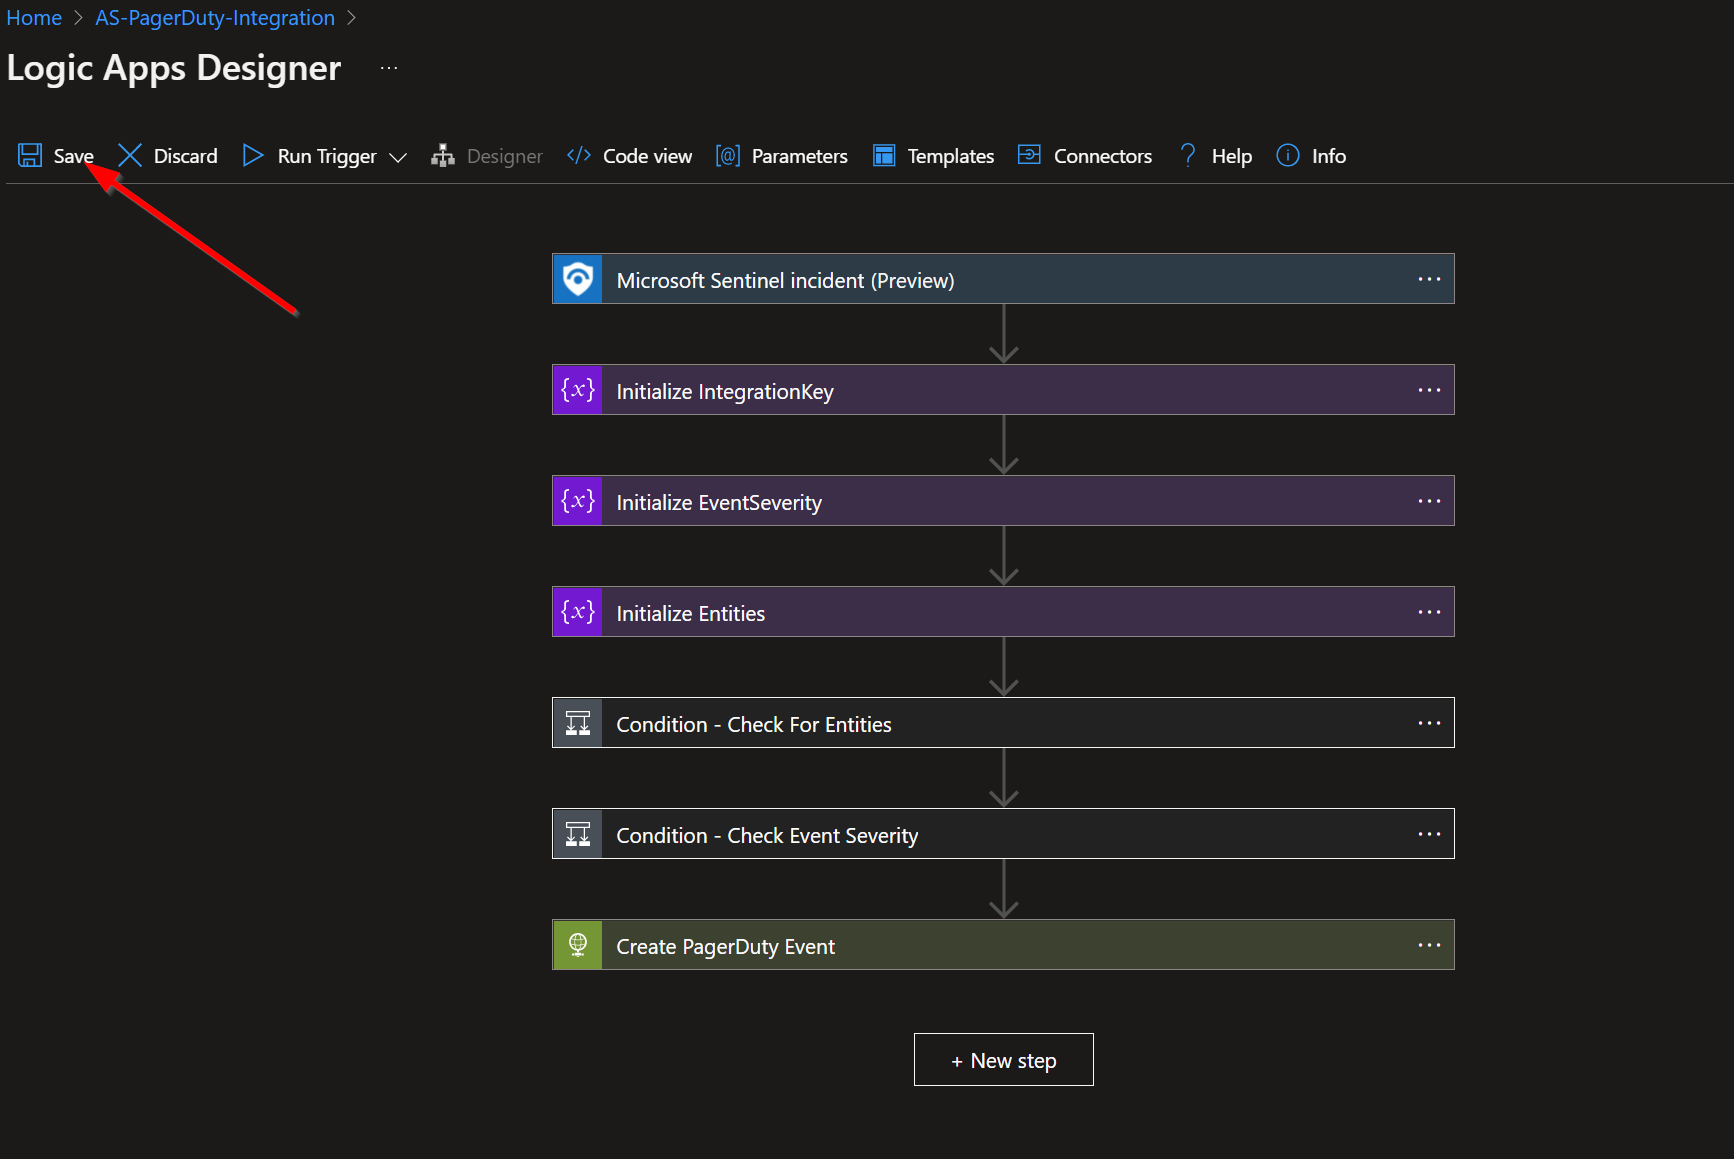 Home > AS-PagerDuty-Integration >
Logic Apps Designer ...
Save Discard Run Trigger Designer </> Code view [@] Parameters Templates Connectors ? Help Info
Microsoft Sentinel incident (Preview) ...
{x} Initialize IntegrationKey ...
{x} Initialize EventSeverity ...
{x} Initialize Entities ...
Condition - Check For Entities ...
Condition - Check Event Severity ...
Create PagerDuty Event ...
+ New step